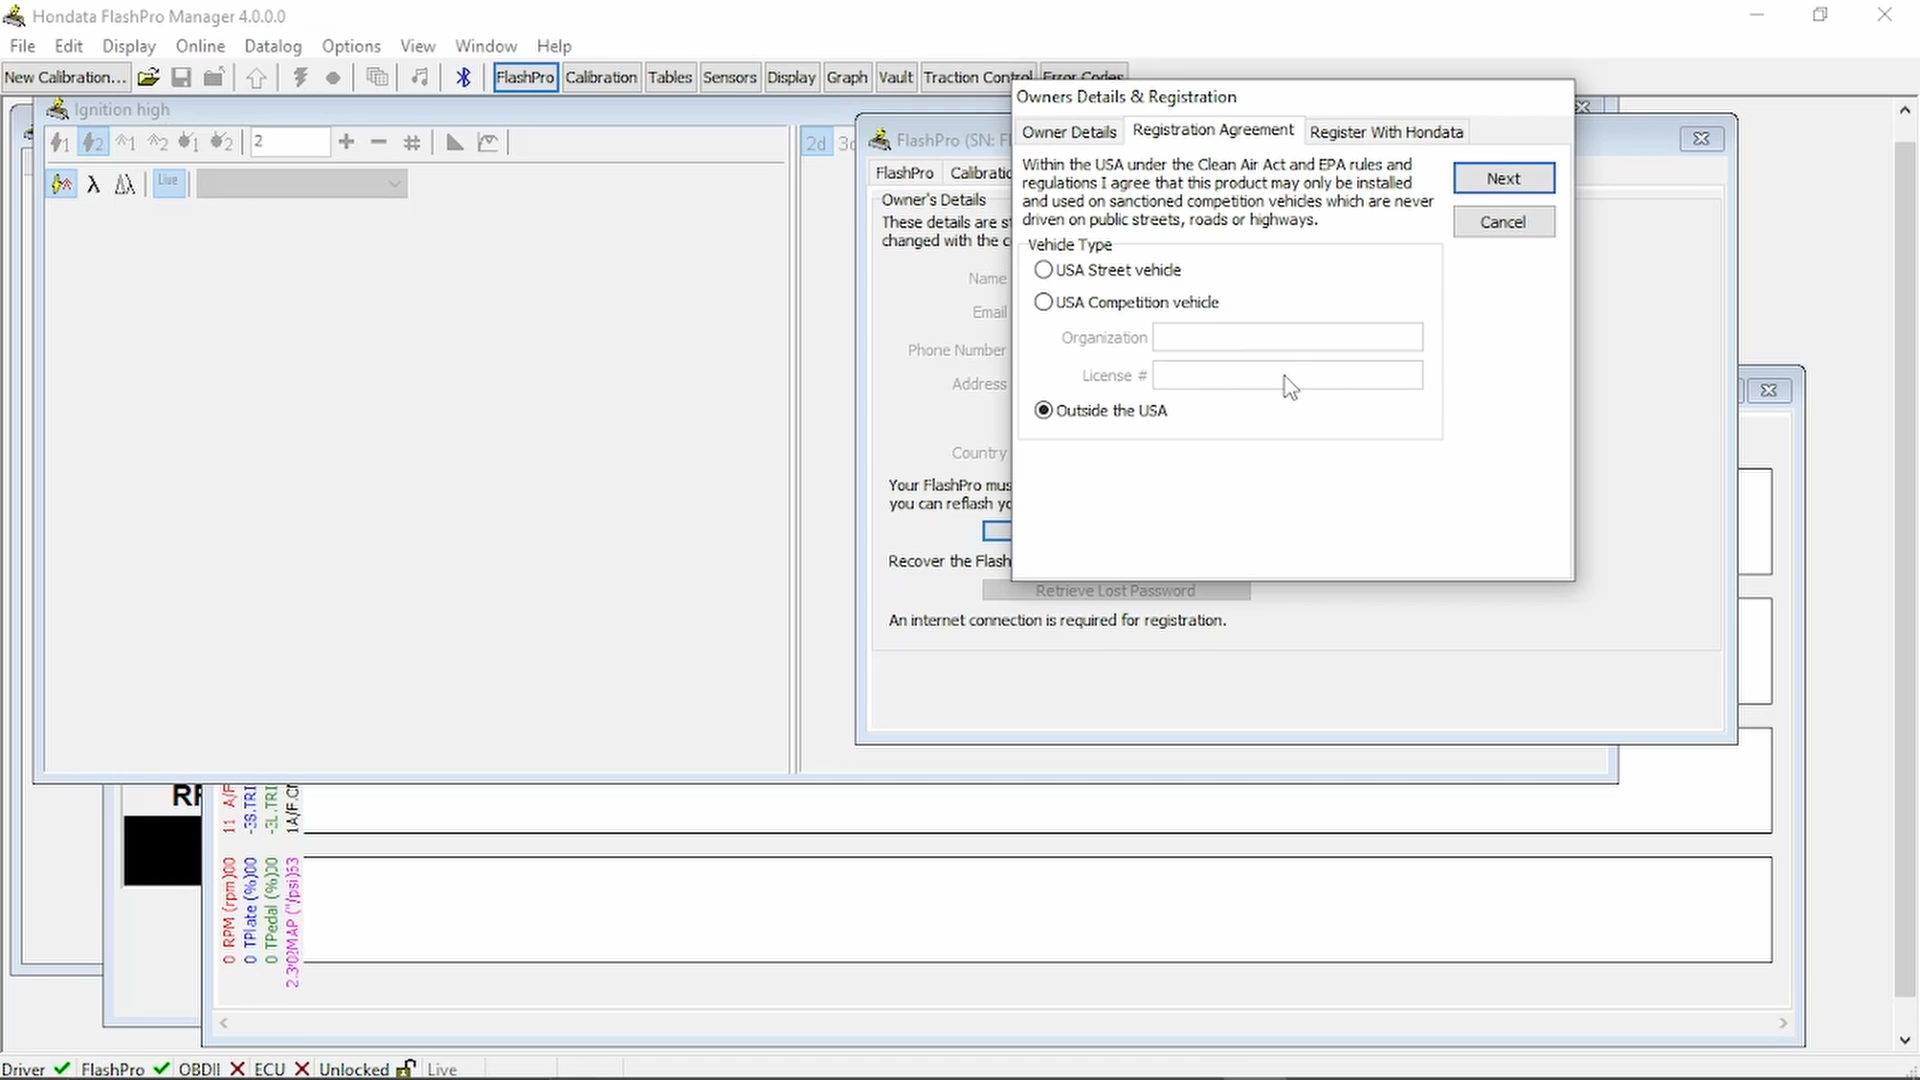 Hondata FlashPro Manager 4.0.0.0
File Edit Display Online Datalog Options View Window Help
New Calibration... FlashPro Calibration Tables Sensors Display Graph Vault Traction Control Error Codes
Ignition high
2
2d
Live
FlashPro (SN:
FlashPro
Owner's Details
These details are
changed with the
Name
Email
Phone Number
Address
Country
Your FlashPro
you can reflash
Recover the
Retrieve Lost Password
An internet connection is required for registration.
Owners Details & Registration
Owner Details Registration Agreement Register With Hondata
Within the USA under the Clean Air Act and EPA rules and
regulations I agree that this product may only be installed
and used on sanctioned competition vehicles which are never
driven on public streets, roads or highways.
Next
Cancel
Vehicle Type
USA Street vehicle
USA Competition vehicle
Organization
License #
Outside the USA
0 RPM (rpm)
0 TPlate (%)
0 TPedal (%)
Driver FlashPro OBDII ECU Unlocked Live